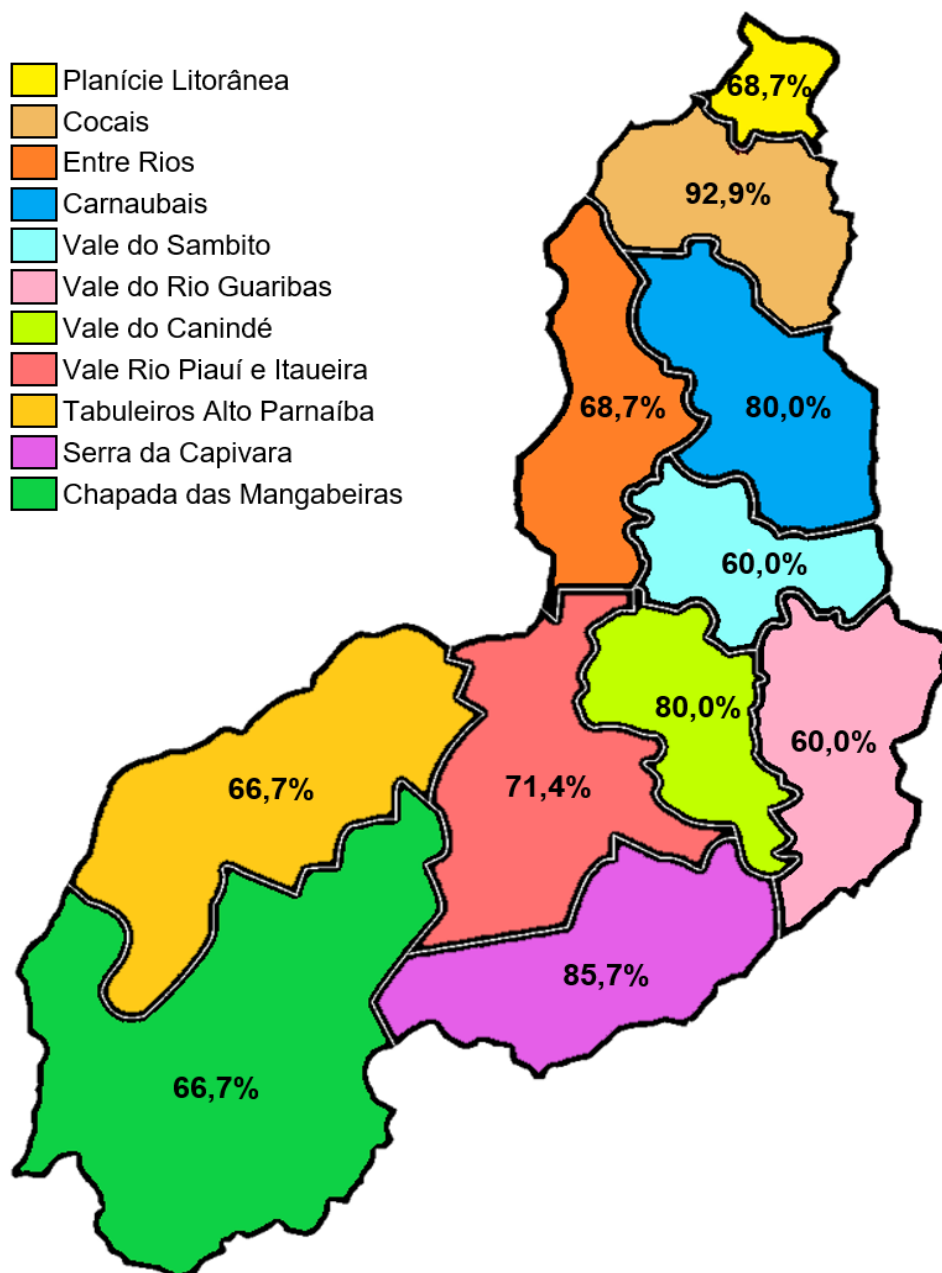 Planície Litorânea
Cocais
Entre Rios
Carnaubais
Vale do Sambito
Vale do Rio Guaribas
Vale do Canindé
Vale Rio Piauí e Itaueira
Tabuleiros Alto Parnaíba
Serra da Capivara
Chapada das Mangabeiras
68,7%
92,9%
68,7%
80,0%
60,0%
80,0%
60,0%
66,7%
71,4%
85,7%
66,7%